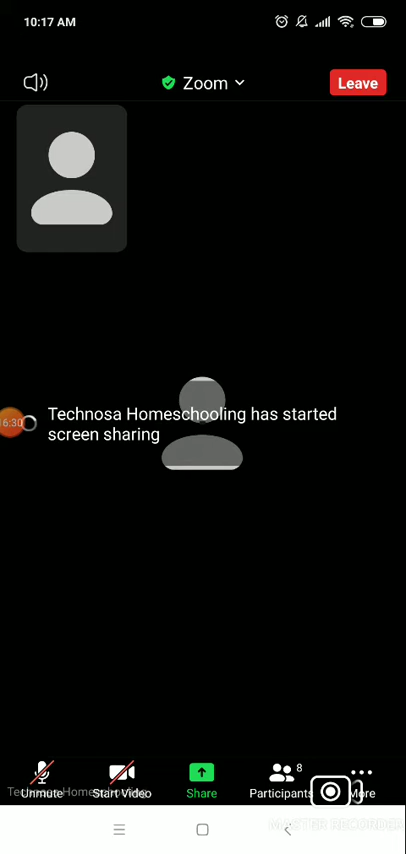 10:17 AM
Zoom
Leave
Technosa Homeschooling has started
screen sharing
16:30
Unmute
Start Video
Share
Participants
8
More
MASTER RECORDER